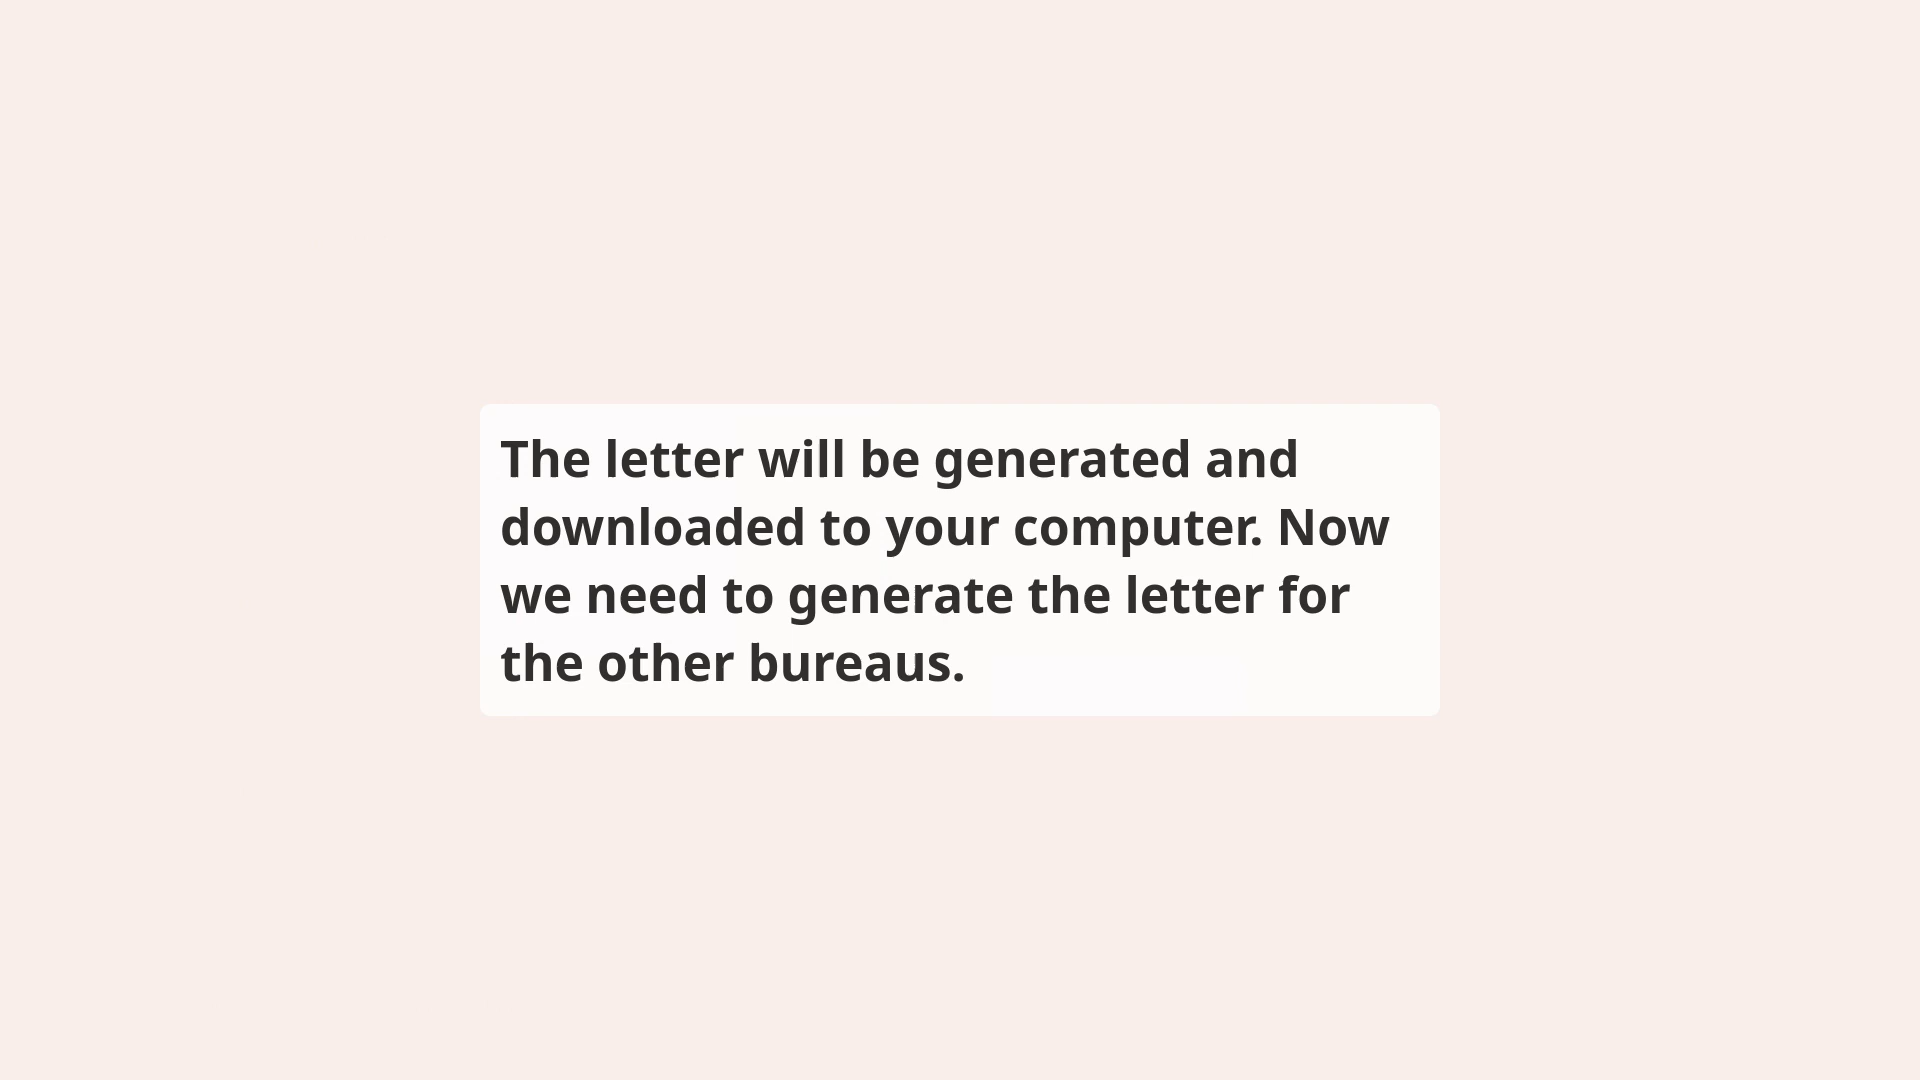 The letter will be generated and
downloaded to your computer. Now
we need to generate the letter for
the other bureaus.